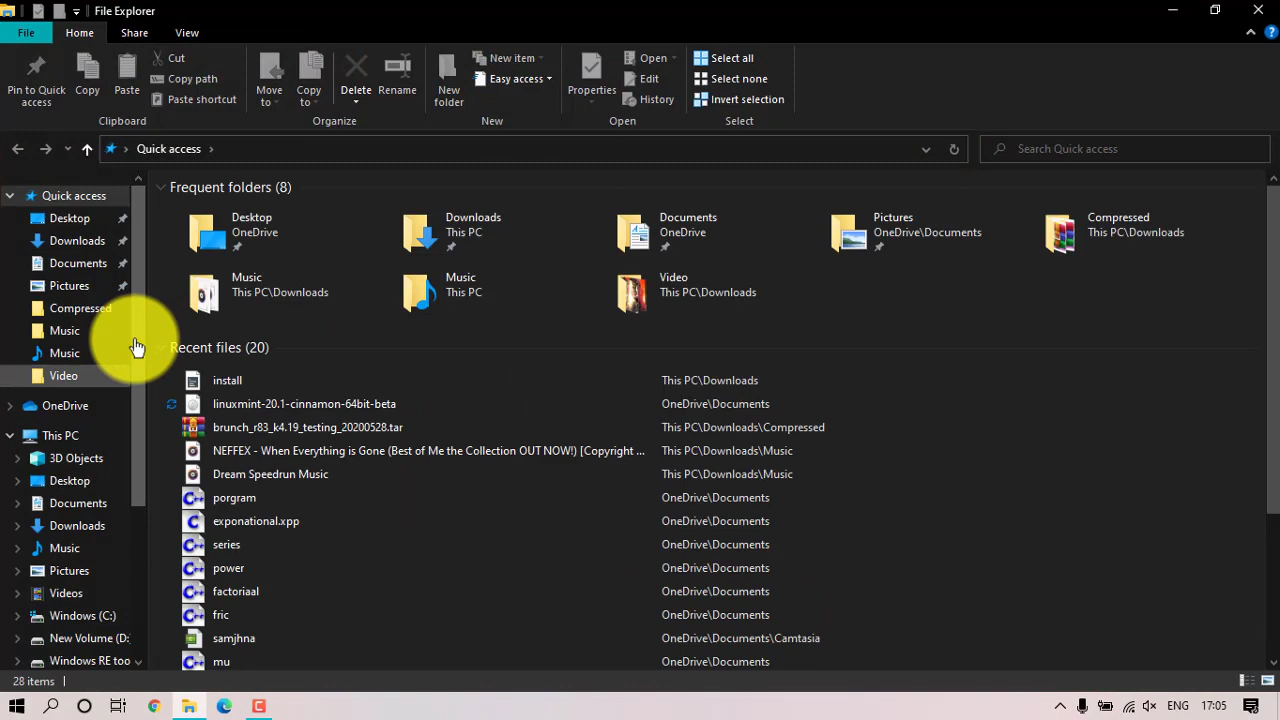 File Explorer
File Home Share View
Pin to Quick access
Copy
Paste
Cut
Copy path
Paste shortcut
Clipboard
Move to
Copy to
Delete
Rename
Organize
New folder
New item
Easy access
New
Properties
Open
Edit
History
Open
Select all
Select none
Invert selection
Select
Quick access
Search Quick access
Quick access
Desktop
Downloads
Documents
Pictures
Compressed
Music
Music
Video
OneDrive
This PC
3D Objects
Desktop
Documents
Downloads
Music
Pictures
Videos
Windows (C:)
New Volume (D:
Windows RE too
Frequent folders (8)
Desktop
OneDrive
Downloads
This PC
Documents
OneDrive
Pictures
OneDrive\Documents
Compressed
This PC\Downloads
Music
This PC\Downloads
Music
This PC
Video
This PC\Downloads
Recent files (20)
install This PC\Downloads
linuxmint-20.1-cinnamon-64bit-beta OneDrive\Documents
brunch_r83_k4.19_testing_20200528.tar This PC\Downloads\Compressed
NEFFEX - When Everything is Gone (Best of Me the Collection OUT NOW!) [Copyright ... This PC\Downloads\Music
Dream Speedrun Music This PC\Downloads\Music
porgram OneDrive\Documents
exponational.xpp OneDrive\Documents
series OneDrive\Documents
power OneDrive\Documents
factoriaal OneDrive\Documents
fric OneDrive\Documents
samjhna OneDrive\Documents\Camtasia
mu OneDrive\Documents
28 items
ENG 17:05